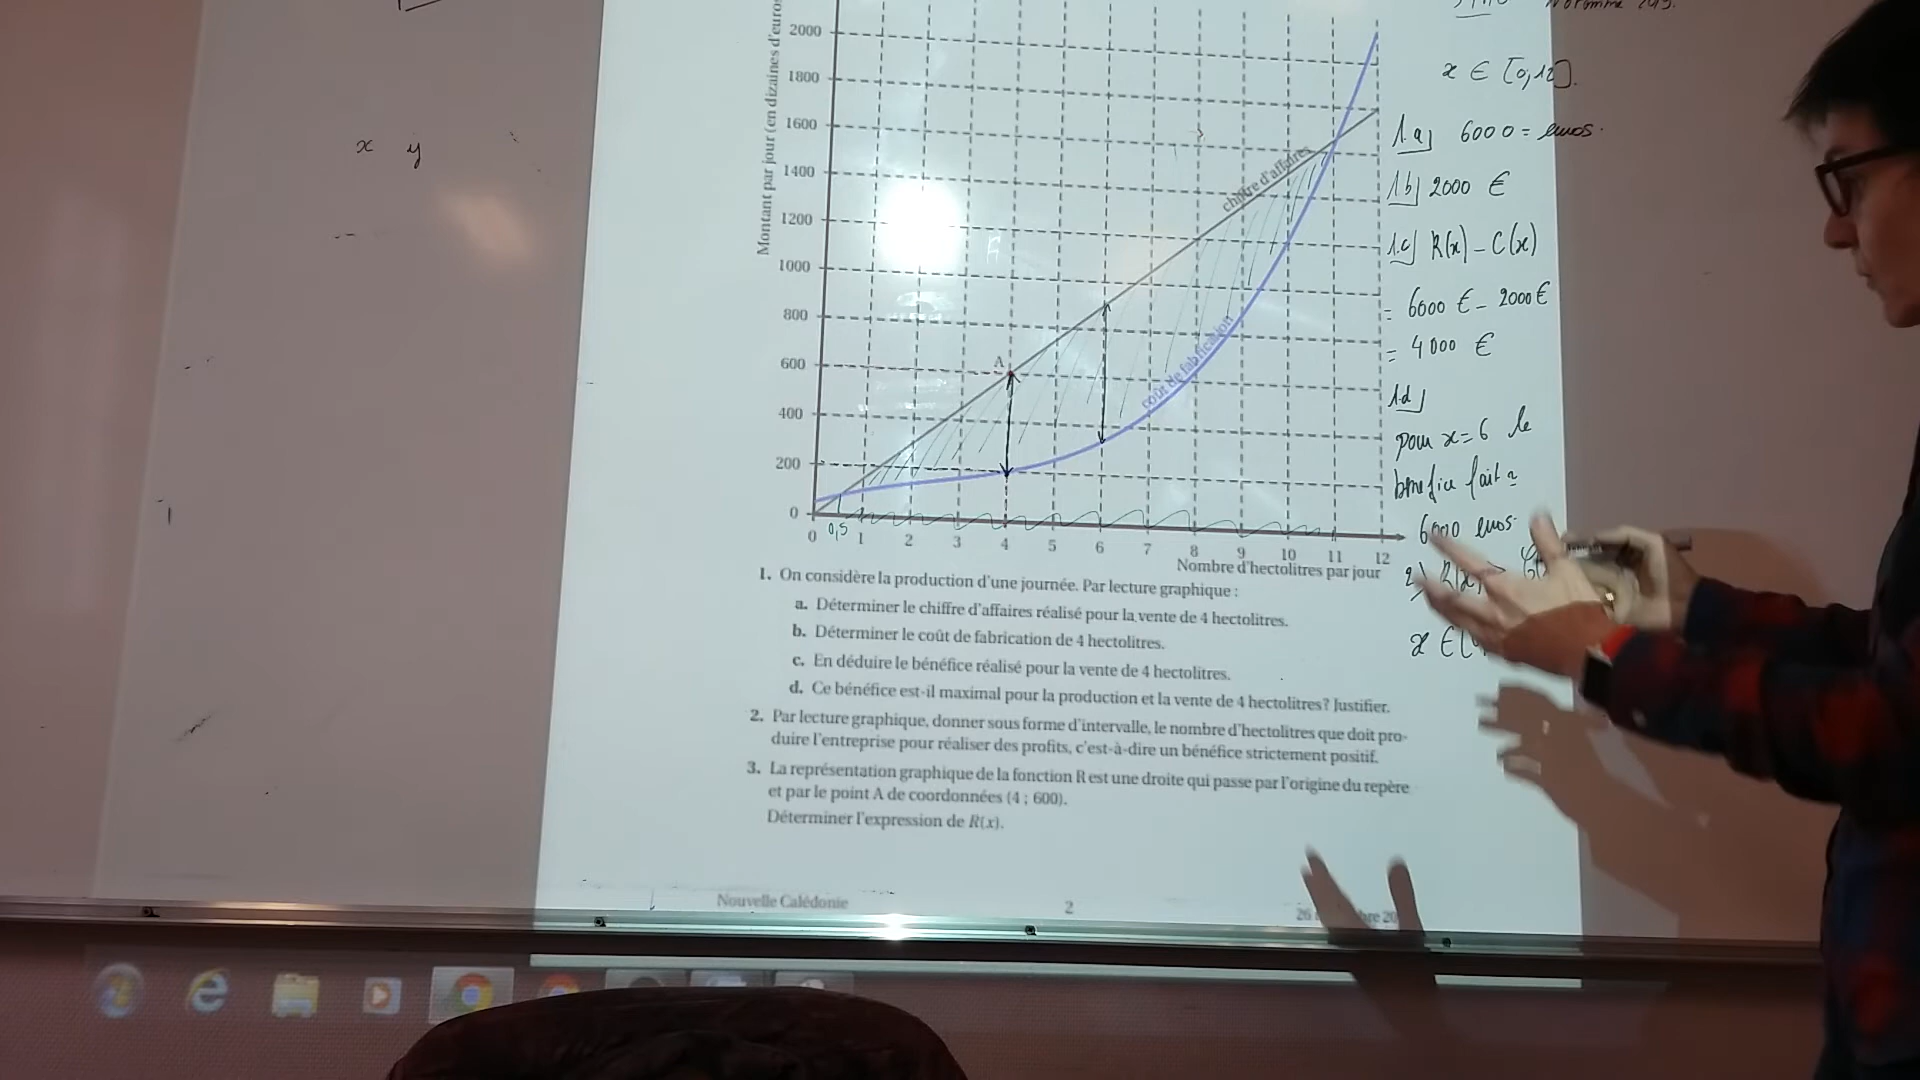 x y
Montant par jour (en dizaines d'euros
2000
1800
1600
1400
1200
1000
800
600
400
200
0
A
chiffre d'affaires
coût de fabrication
0,5
0 1 2 3 4 5 6 7 8 9 10 11 12
Nombre d'hectolitres par jour
x ∈ [0,12].
1.a) 6000 = euros.
1b) 2000 €
1.c) R(x) - C(x)
= 6000 € - 2000 €
= 4000 €
1.d)
pour x=6 le
benefice fait
6000 euros.
2) R(x) >
x ∈
1. On considère la production d'une journée. Par lecture graphique :
a. Déterminer le chiffre d'affaires réalisé pour la vente de 4 hectolitres.
b. Déterminer le coût de fabrication de 4 hectolitres.
c. En déduire le bénéfice réalisé pour la vente de 4 hectolitres.
d. Ce bénéfice est-il maximal pour la production et la vente de 4 hectolitres? Justifier.
2. Par lecture graphique, donner sous forme d'intervalle, le nombre d'hectolitres que doit pro-
duire l'entreprise pour réaliser des profits, c'est-à-dire un bénéfice strictement positif.
3. La représentation graphique de la fonction R est une droite qui passe par l'origine du repère
et par le point A de coordonnées (4 ; 600).
Déterminer l'expression de R(x).
Nouvelle Calédonie 2 26